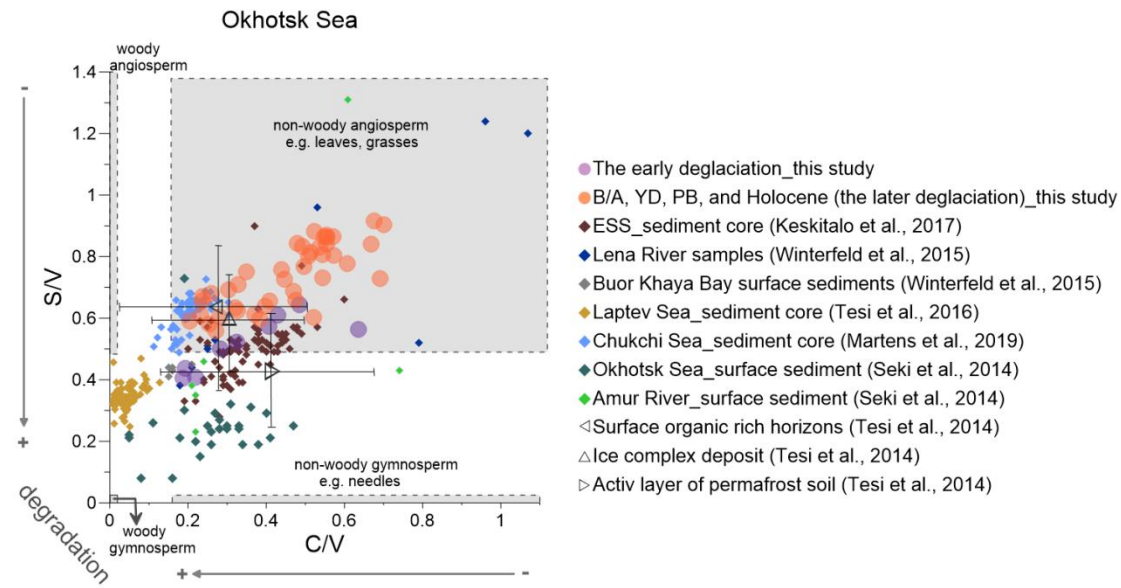 Okhotsk Sea
woody
angiosperm
1.4
1.2
1
0.8
0.6
0.4
0.2
0
S/V
-
+
non-woody angiosperm
e.g. leaves, grasses
non-woody gymnosperm
e.g. needles
woody
gymnosperm
0 0.2 0.4 0.6 0.8 1
C/V
+ -
degradation
The early deglaciation_this study
B/A, YD, PB, and Holocene (the later deglaciation)_this study
ESS_sediment core (Keskitalo et al., 2017)
Lena River samples (Winterfeld et al., 2015)
Buor Khaya Bay surface sediments (Winterfeld et al., 2015)
Laptev Sea_sediment core (Tesi et al., 2016)
Chukchi Sea_sediment core (Martens et al., 2019)
Okhotsk Sea_surface sediment (Seki et al., 2014)
Amur River_surface sediment (Seki et al., 2014)
Surface organic rich horizons (Tesi et al., 2014)
Ice complex deposit (Tesi et al., 2014)
Activ layer of permafrost soil (Tesi et al., 2014)